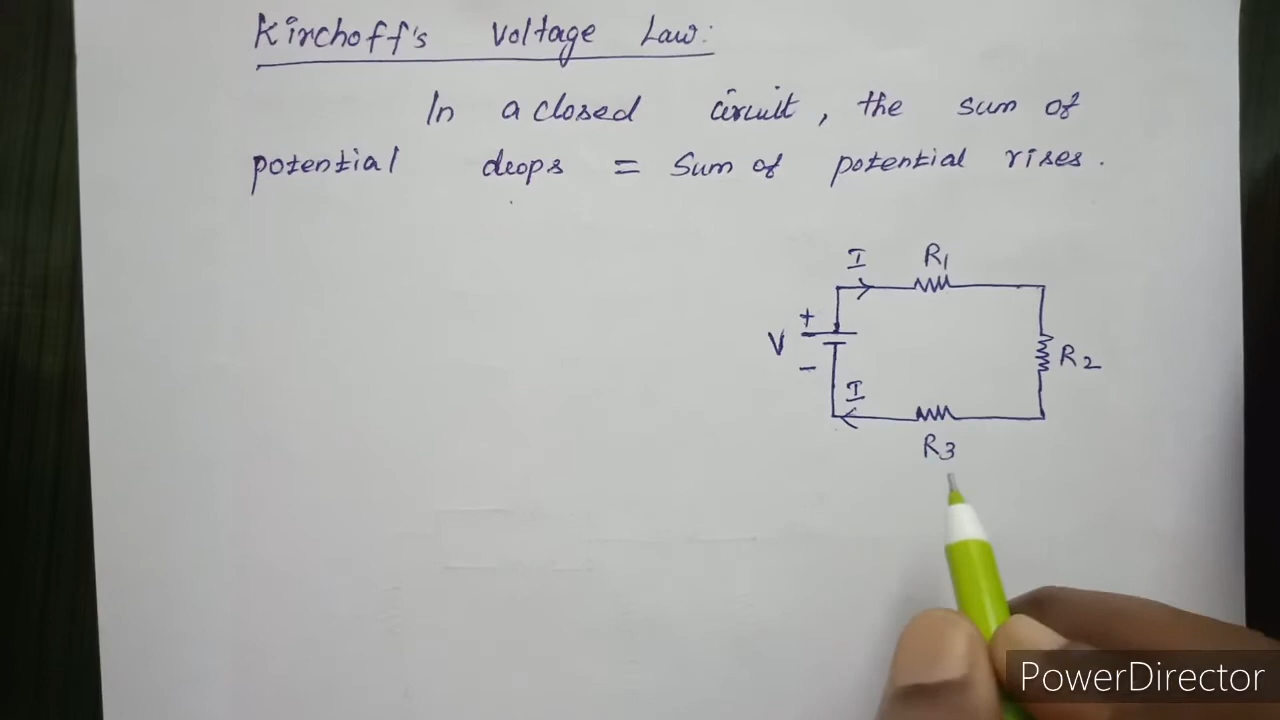 Kirchoff's Voltage Law:
In a closed circuit, the sum of
potential drops = Sum of potential rises.
I R1
+
V
-
R2
I
R3
PowerDirector